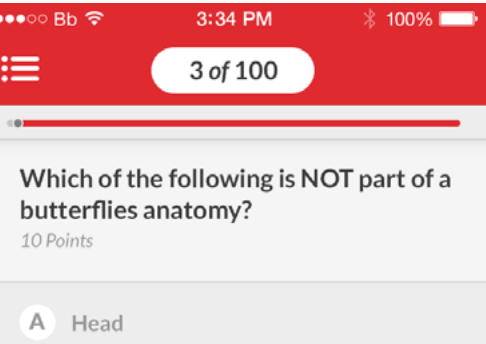 Bb 3:34 PM 100%
3 of 100
Which of the following is NOT part of a
butterflies anatomy?
10 Points
A Head